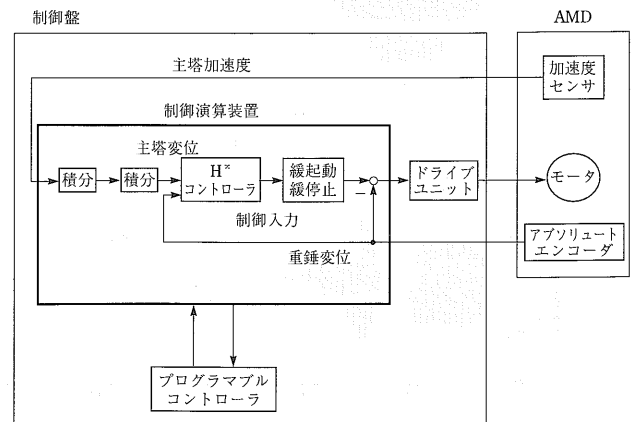 制御盤
AMD
主塔加速度
加速度
センサ
制御演算装置
主塔変位
積分
積分
H∞
コントローラ
緩起動
緩停止
−
ドライブ
ユニット
モータ
制御入力
アブソリュート
エンコーダ
重錘変位
プログラマブル
コントローラ